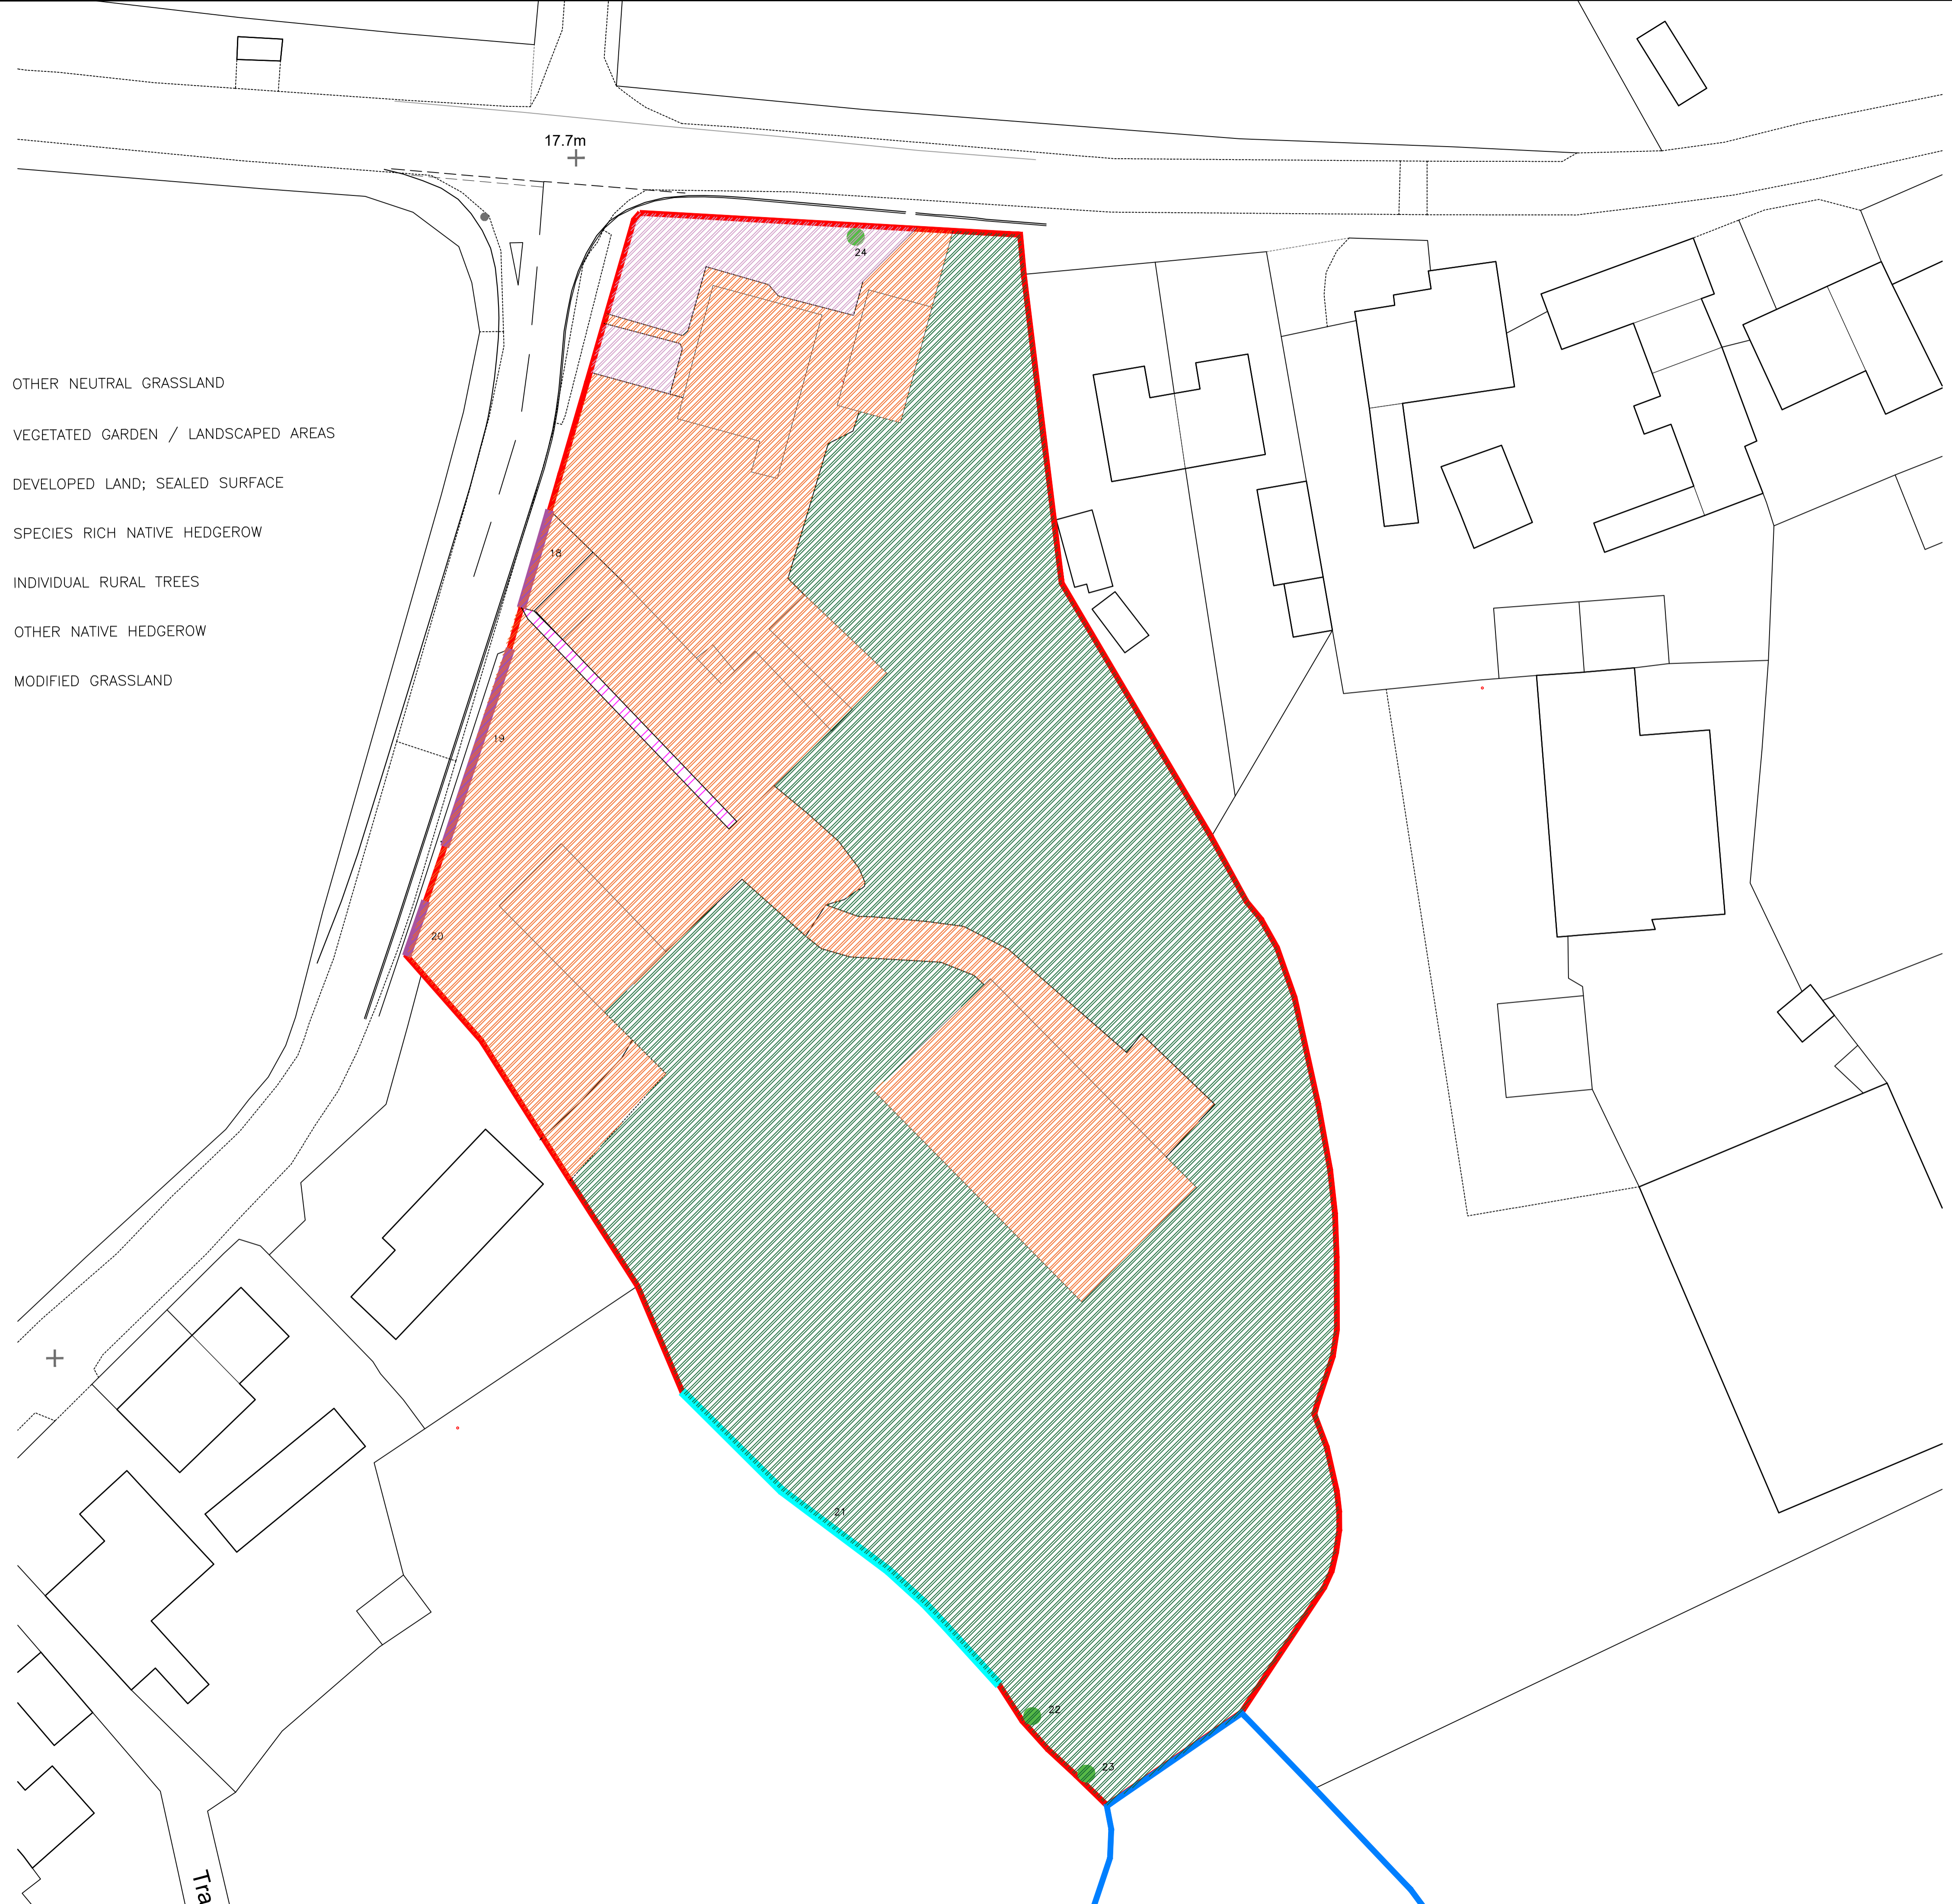 17.7m
24
OTHER NEUTRAL GRASSLAND
VEGETATED GARDEN / LANDSCAPED AREAS
DEVELOPED LAND; SEALED SURFACE
SPECIES RICH NATIVE HEDGEROW
18
INDIVIDUAL RURAL TREES
OTHER NATIVE HEDGEROW
MODIFIED GRASSLAND
19
20
21
22
23
Tra